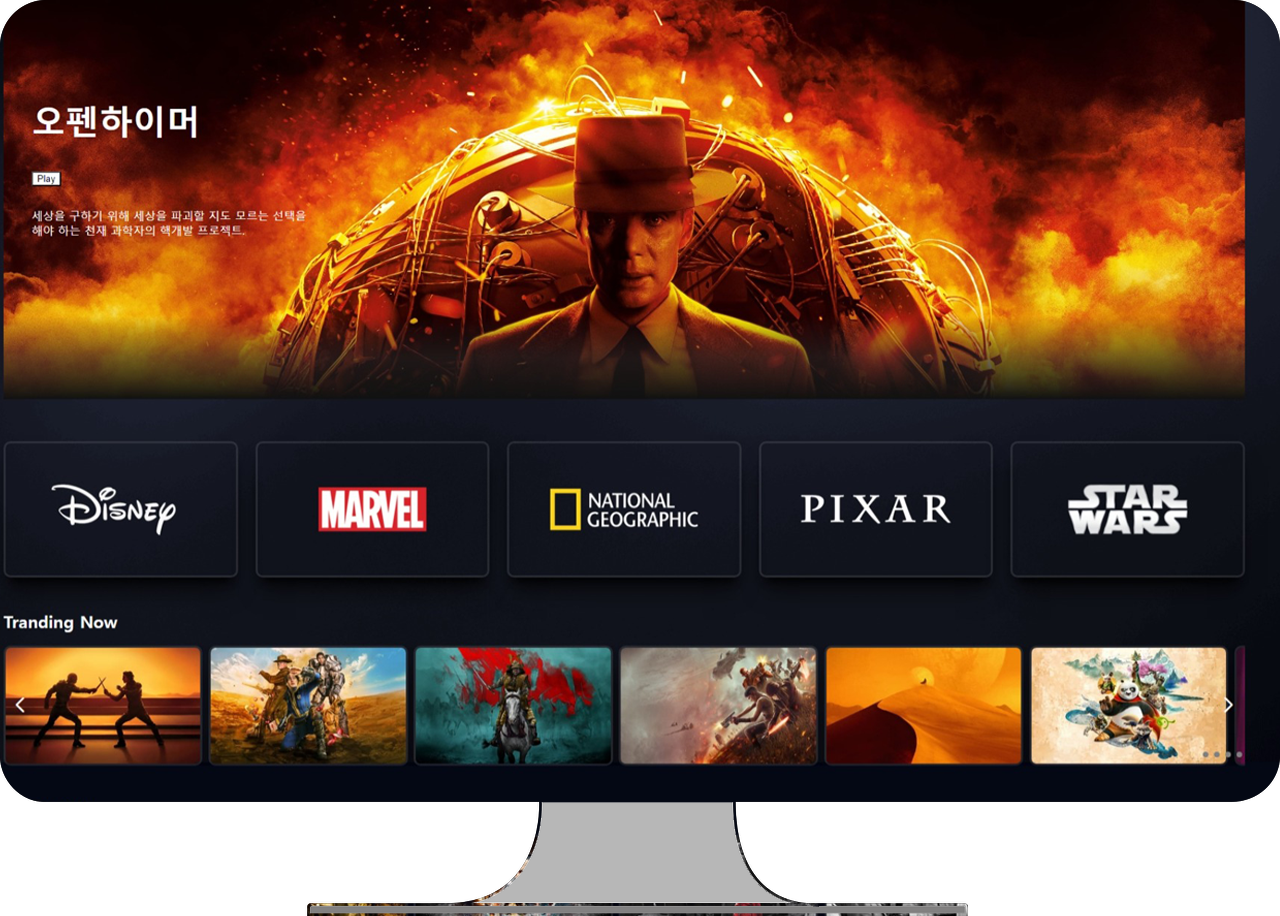 오펜하이머
Play
세상을 구하기 위해 세상을 파괴할 지도 모르는 선택을
해야 하는 천재 과학자의 핵개발 프로젝트.
Disney
MARVEL
NATIONAL
GEOGRAPHIC
PIXAR
STAR
WARS
Tranding Now